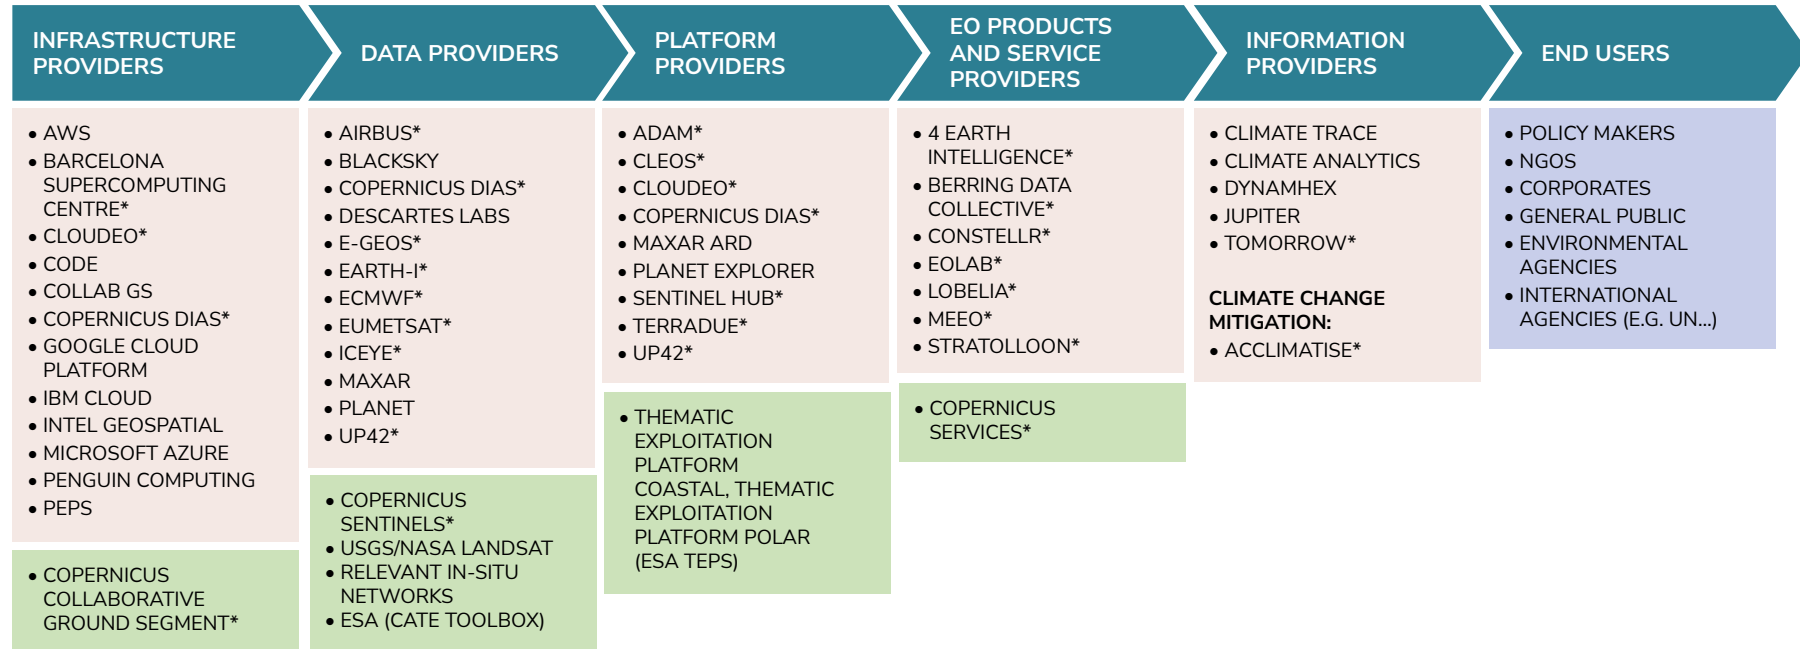 INFRASTRUCTURE
PROVIDERS
DATA PROVIDERS
PLATFORM
PROVIDERS
EO PRODUCTS
AND SERVICE
PROVIDERS
INFORMATION
PROVIDERS
END USERS
• AWS
• BARCELONA
SUPERCOMPUTING
CENTRE*
• CLOUDEO*
• CODE
• COLLAB GS
• COPERNICUS DIAS*
• GOOGLE CLOUD
PLATFORM
• IBM CLOUD
• INTEL GEOSPATIAL
• MICROSOFT AZURE
• PENGUIN COMPUTING
• PEPS
• COPERNICUS
COLLABORATIVE
GROUND SEGMENT*
• AIRBUS*
• BLACKSKY
• COPERNICUS DIAS*
• DESCARTES LABS
• E-GEOS*
• EARTH-I*
• ECMWF*
• EUMETSAT*
• ICEYE*
• MAXAR
• PLANET
• UP42*
• COPERNICUS
SENTINELS*
• USGS/NASA LANDSAT
• RELEVANT IN-SITU
NETWORKS
• ESA (CATE TOOLBOX)
• ADAM*
• CLEOS*
• CLOUDEO*
• COPERNICUS DIAS*
• MAXAR ARD
• PLANET EXPLORER
• SENTINEL HUB*
• TERRADUE*
• UP42*
• THEMATIC
EXPLOITATION
PLATFORM
COASTAL, THEMATIC
EXPLOITATION
PLATFORM POLAR
(ESA TEPS)
• 4 EARTH
INTELLIGENCE*
• BERRING DATA
COLLECTIVE*
• CONSTELLR*
• EOLAB*
• LOBELIA*
• MEEO*
• STRATOLLOON*
• COPERNICUS
SERVICES*
• CLIMATE TRACE
• CLIMATE ANALYTICS
• DYNAMHEX
• JUPITER
• TOMORROW*
CLIMATE CHANGE
MITIGATION:
• ACCLIMATISE*
• POLICY MAKERS
• NGOS
• CORPORATES
• GENERAL PUBLIC
• ENVIRONMENTAL
AGENCIES
• INTERNATIONAL
AGENCIES (E.G. UN...)